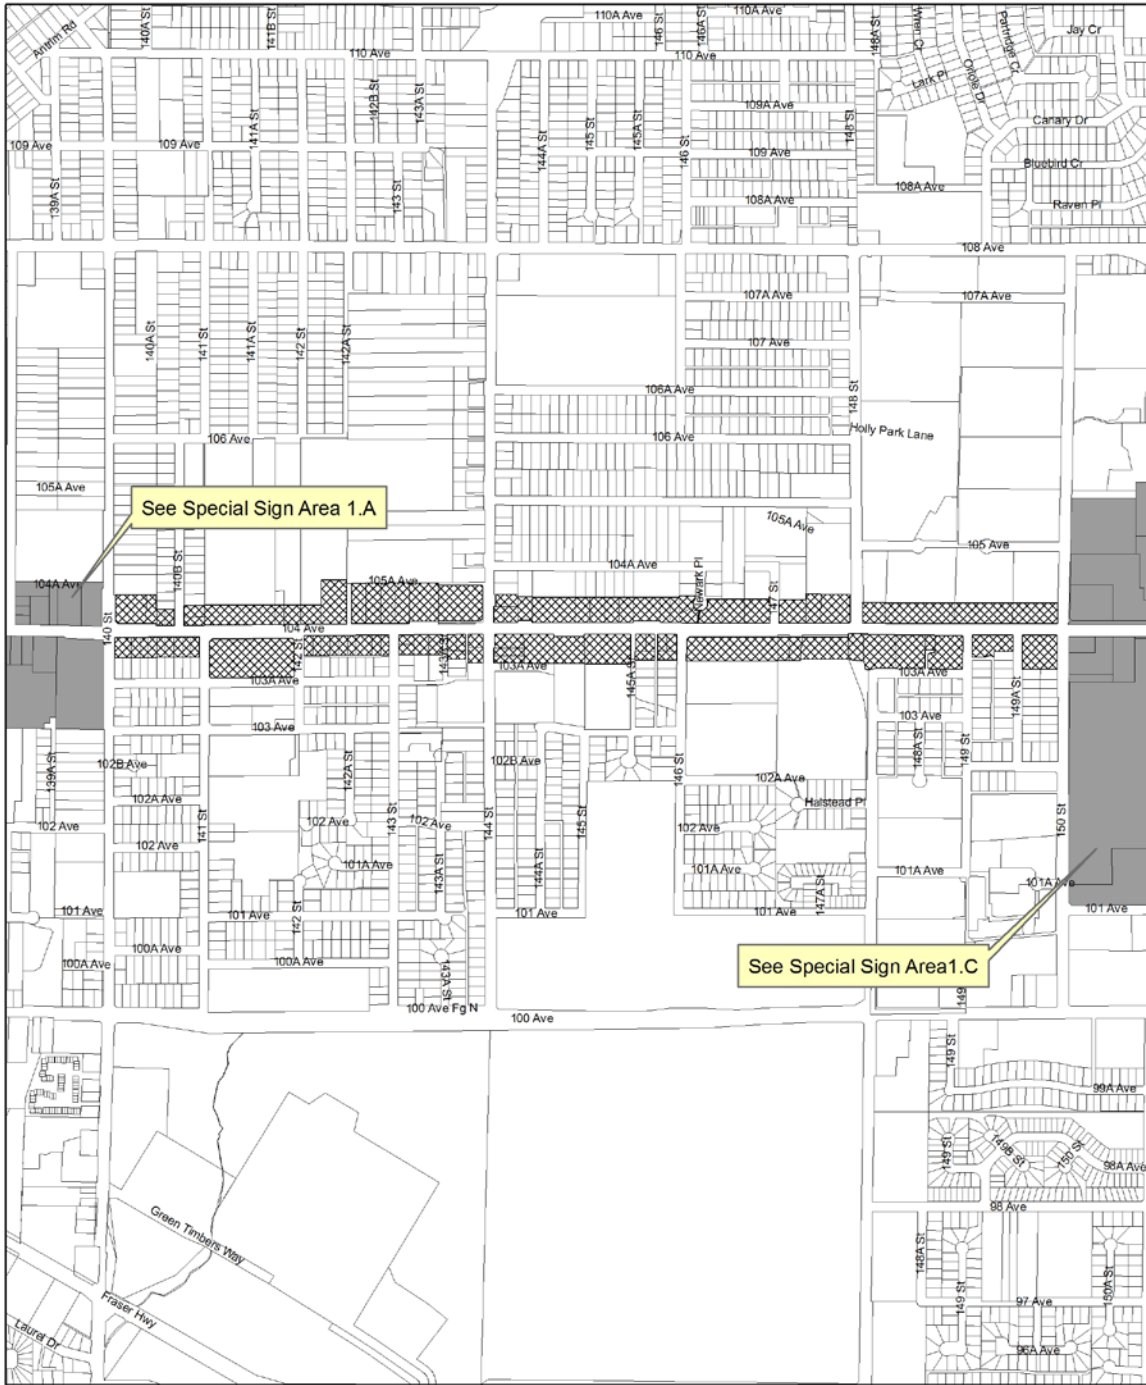 110A Ave
110A Ave
Antrim Rd
140A St
141B St
146 St
146A St
148A St
Wren Cr
Partridge Cr
Jay Cr
110 Ave
110 Ave
Lark Pl
Oriole Dr
142B St
143A St
109A Ave
Canary Dr
109 Ave
109 Ave
141A St
144A St
145 St
145A St
146 St
109 Ave
148 St
Bluebird Cr
139A St
143 St
108A Ave
108A Ave
Raven Pl
108 Ave
107A Ave
107A Ave
140A St
141 St
141A St
142 St
142A St
107 Ave
106A Ave
148 St
106 Ave
106 Ave
Holly Park Lane
105A Ave
See Special Sign Area 1.A
105A Ave
105 Ave
104A Ave
140B St
105A Ave
104A Ave
Newark Pl
147 St
140 St
104 Ave
142 St
143A St
103A Ave
103A Ave
145A St
103A Ave
149A St
103 Ave
103 Ave
139A St
102B Ave
142A St
102B Ave
146 St
148A St
149 St
102A Ave
102A Ave
Halstead Pl
102 Ave
141 St
102 Ave
143 St
102 Ave
144 St
145 St
102 Ave
150 St
102 Ave
101A Ave
143A St
144A St
101A Ave
147A St
101A Ave
101A Ave
101 Ave
101 Ave
142 St
101 Ave
101 Ave
101 Ave
100A Ave
100A Ave
100A Ave
143A St
See Special Sign Area1.C
149
100 Ave Fg N
100 Ave
149 St
99A Ave
149 St
149B St
150 St
98A Ave
98 Ave
Green Timbers Way
148A St
149 St
150A St
Fraser Hwy
97 Ave
Laurel Dr
96A Ave